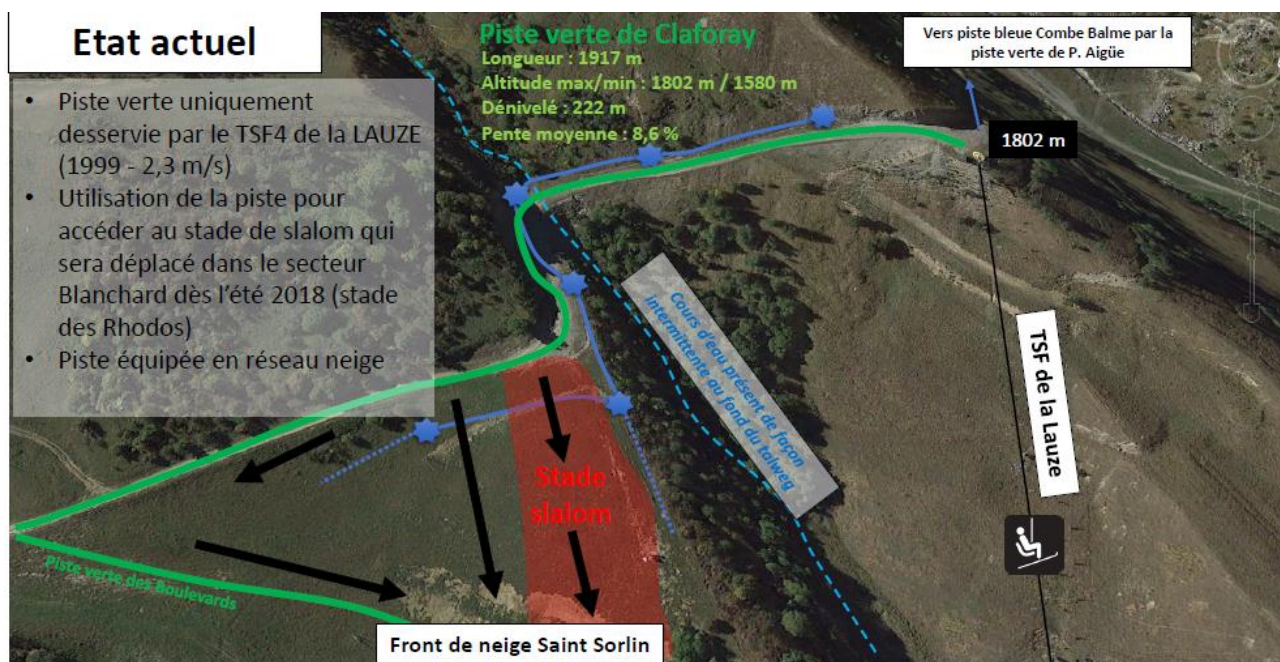 Etat actuel
• Piste verte uniquement
desservie par le TSF4 de la LAUZE
(1999 - 2,3 m/s)
• Utilisation de la piste pour
accéder au stade de slalom qui
sera déplacé dans le secteur
Blanchard dès l'été 2018 (stade
des Rhodos)
• Piste équipée en réseau neige
Piste verte de Claforay
Longueur : 1917 m
Altitude max/min : 1802 m / 1580 m
Dénivelé : 222 m
Pente moyenne : 8,6 %
Vers piste bleue Combe Balme par la
piste verte de P. Aigüe
1802 m
Cours d'eau présent de façon
intermittente au fond du talweg
TSF de la Lauze
Stade
slalom
Piste verte des Boulevards
Front de neige Saint Sorlin